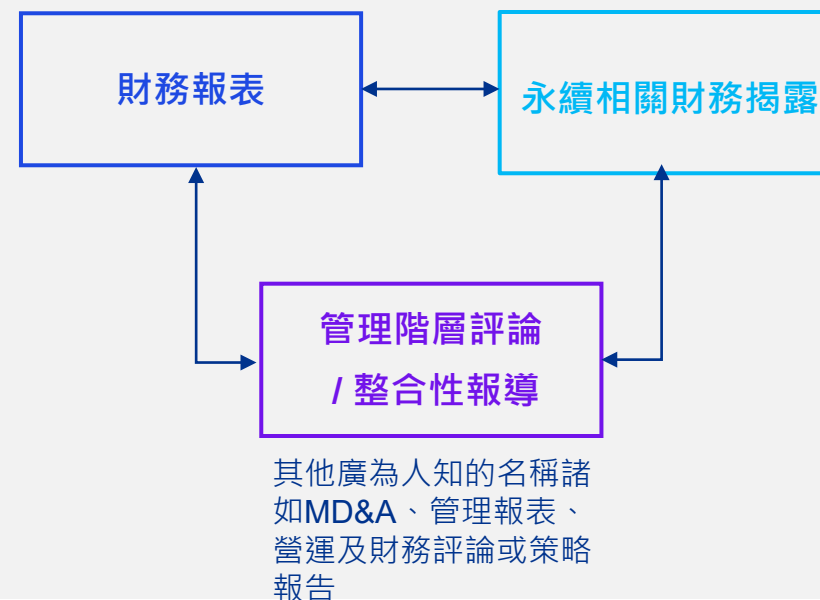 財務報表
永續相關財務揭露
管理階層評論
/ 整合性報導
其他廣為人知的名稱諸
如MD&A、管理報表、
營運及財務評論或策略
報告